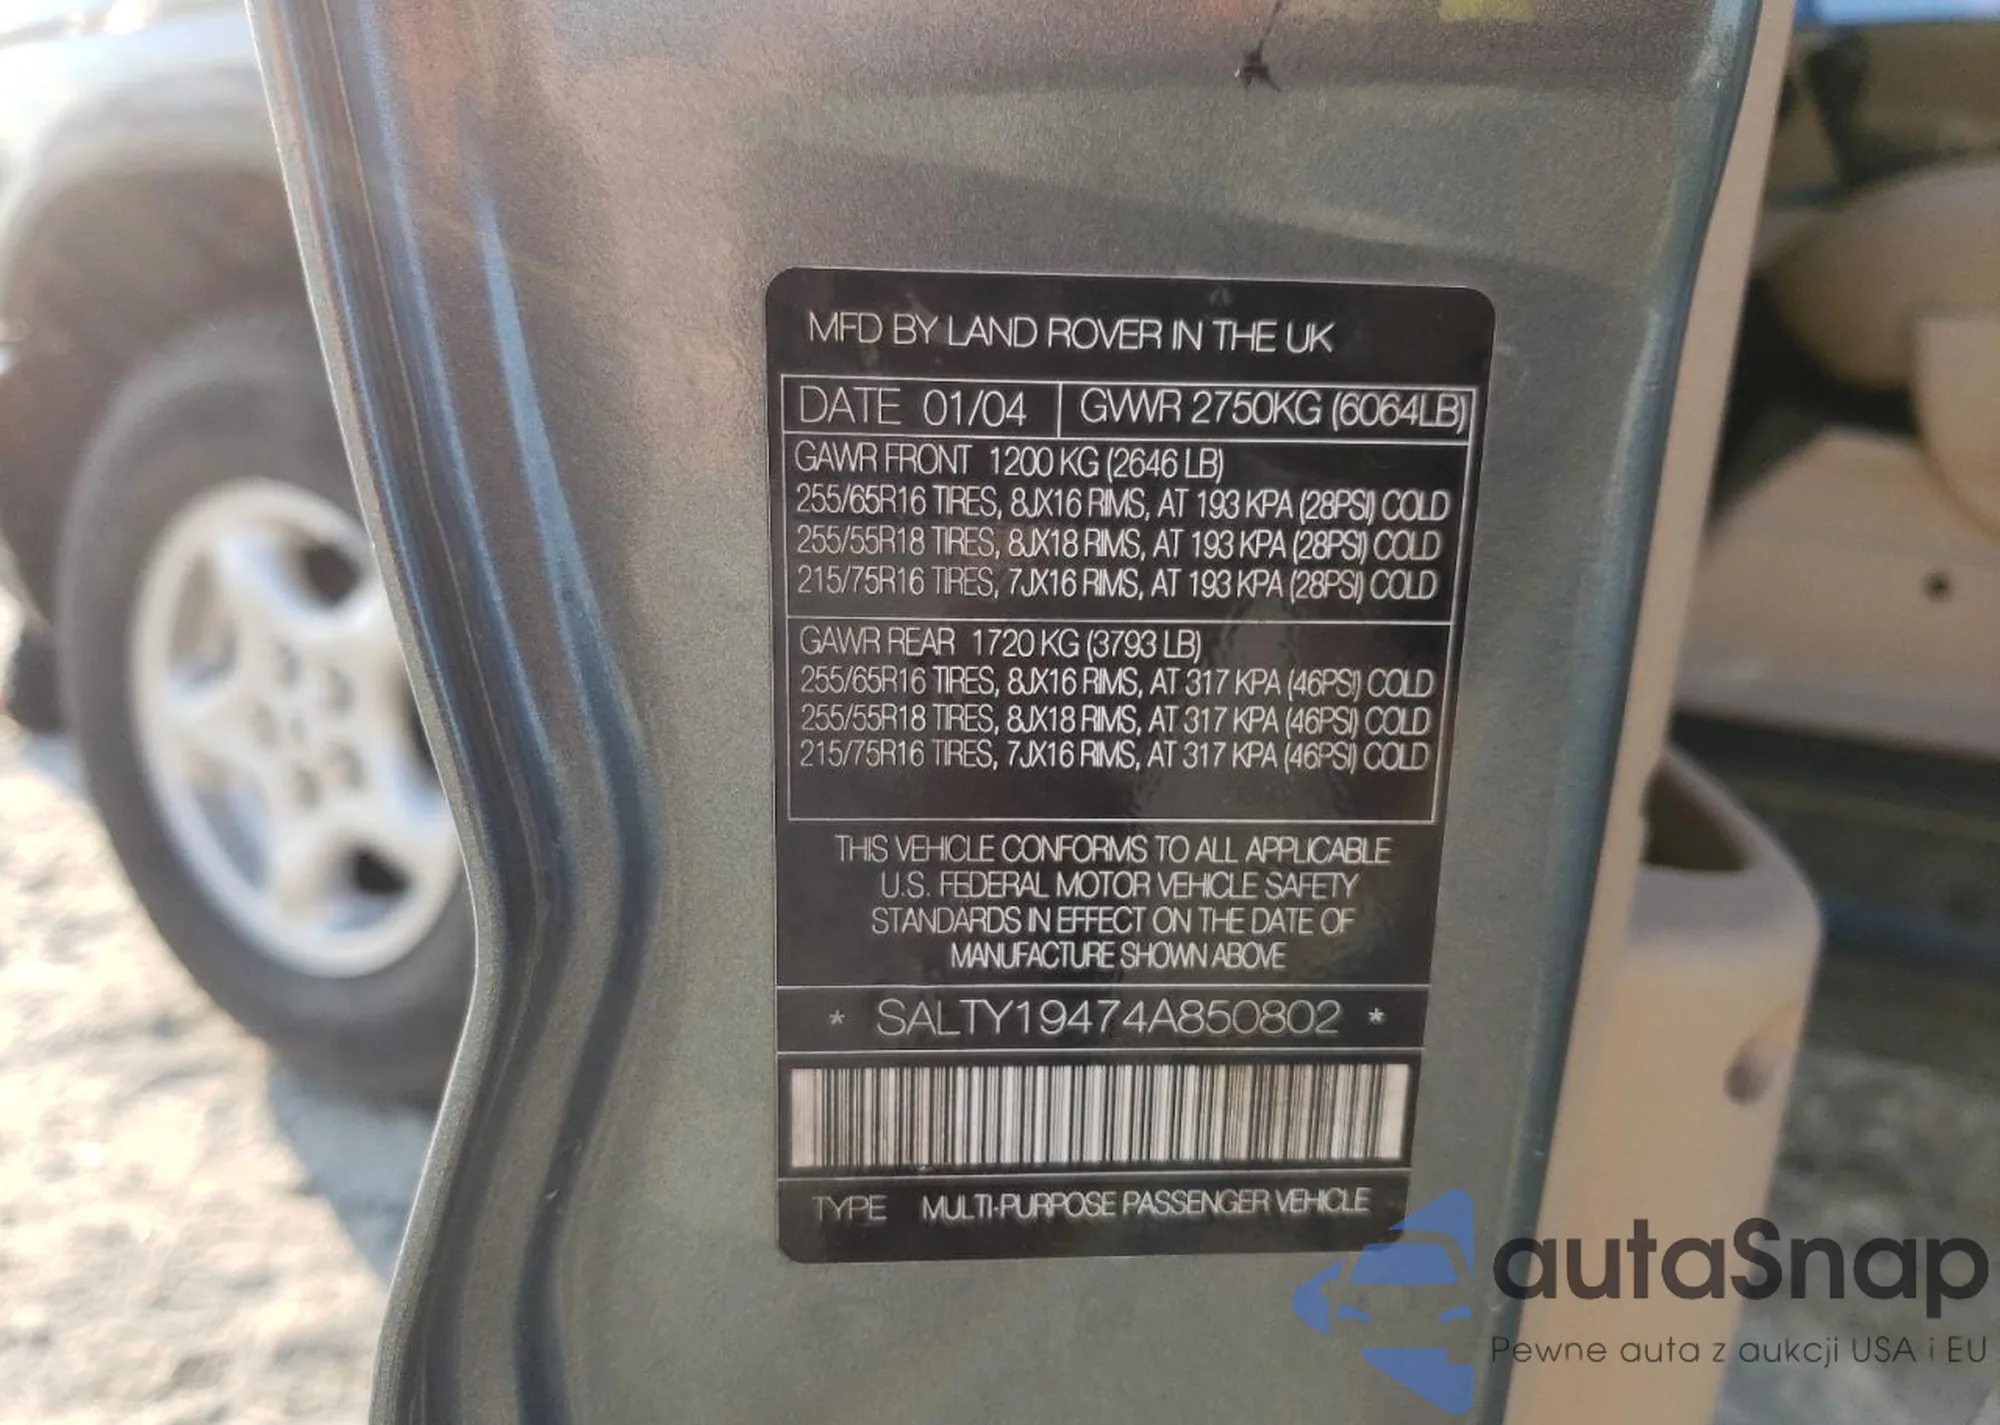 MFD BY LAND ROVER IN THE UK
DATE 01/04 GVWR 2750KG (6064LB)
GAWR FRONT 1200 KG (2646 LB)
255/65R16 TIRES, 8JX16 RIMS, AT 193 KPA (28PSI) COLD
255/55R18 TIRES, 8JX18 RIMS, AT 193 KPA (28PSI) COLD
215/75R16 TIRES, 7JX16 RIMS, AT 193 KPA (28PSI) COLD
GAWR REAR 1720 KG (3793 LB)
255/65R16 TIRES, 8JX16 RIMS, AT 317 KPA (46PSI) COLD
255/55R18 TIRES, 8JX18 RIMS, AT 317 KPA (46PSI) COLD
215/75R16 TIRES, 7JX16 RIMS, AT 317 KPA (46PSI) COLD
THIS VEHICLE CONFORMS TO ALL APPLICABLE
U.S. FEDERAL MOTOR VEHICLE SAFETY
STANDARDS IN EFFECT ON THE DATE OF
MANUFACTURE SHOWN ABOVE
* SALTY19474A850802 *
TYPE MULTI-PURPOSE PASSENGER VEHICLE
autaSnap
Pewne auta z aukcji USA i EU